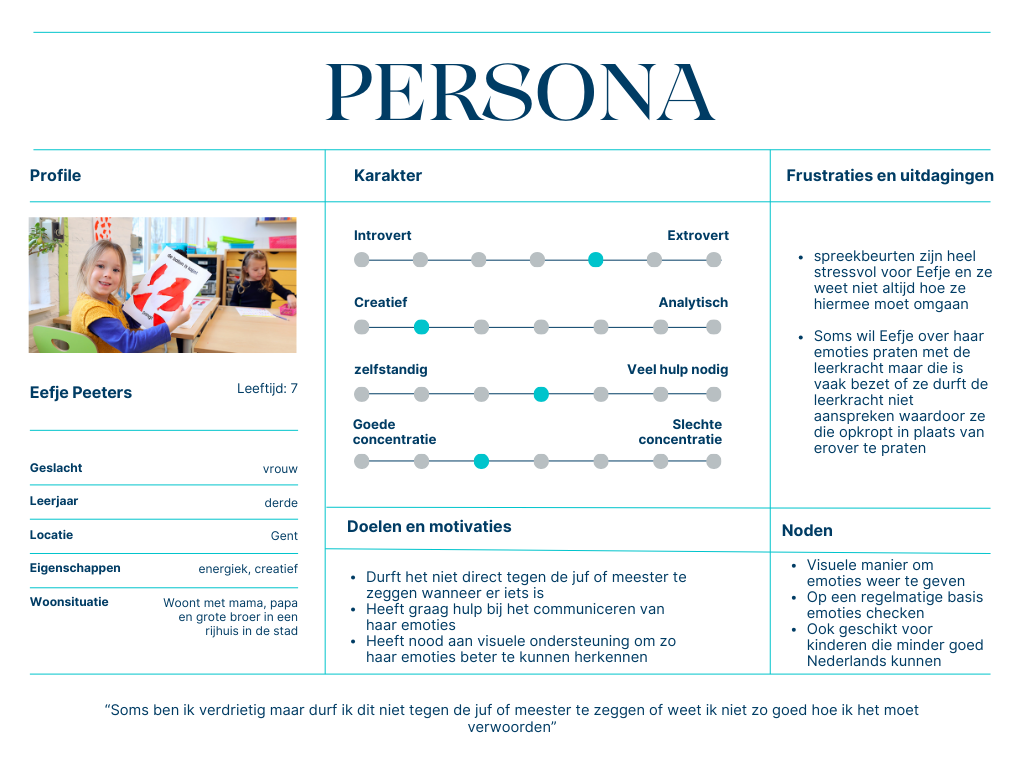 PERSONA
Profile
Eefje Peeters
Leeftijd: 7
Geslacht vrouw
Leerjaar derde
Locatie Gent
Eigenschappen energiek, creatief
Woonsituatie Woont met mama, papa
en grote broer in een
rijhuis in de stad
Karakter
Introvert Extrovert
Creatief Analytisch
zelfstandig Veel hulp nodig
Goede
concentratie
Slechte
concentratie
Doelen en motivaties
• Durft het niet direct tegen de juf of meester te
zeggen wanneer er iets is
• Heeft graag hulp bij het communiceren van
haar emoties
• Heeft nood aan visuele ondersteuning om zo
haar emoties beter te kunnen herkennen
Frustraties en uitdagingen
• spreekbeurten zijn heel
stressvol voor Eefje en ze
weet niet altijd hoe ze
hiermee moet omgaan
• Soms wil Eefje over haar
emoties praten met de
leerkracht maar die is
vaak bezet of ze durft de
leerkracht niet
aanspreken waardoor ze
die opkropt in plaats van
erover te praten
Noden
• Visuele manier om
emoties weer te geven
• Op een regelmatige basis
emoties checken
• Ook geschikt voor
kinderen die minder goed
Nederlands kunnen
“Soms ben ik verdrietig maar durf ik dit niet tegen de juf of meester te zeggen of weet ik niet zo goed hoe ik het moet
verwoorden”